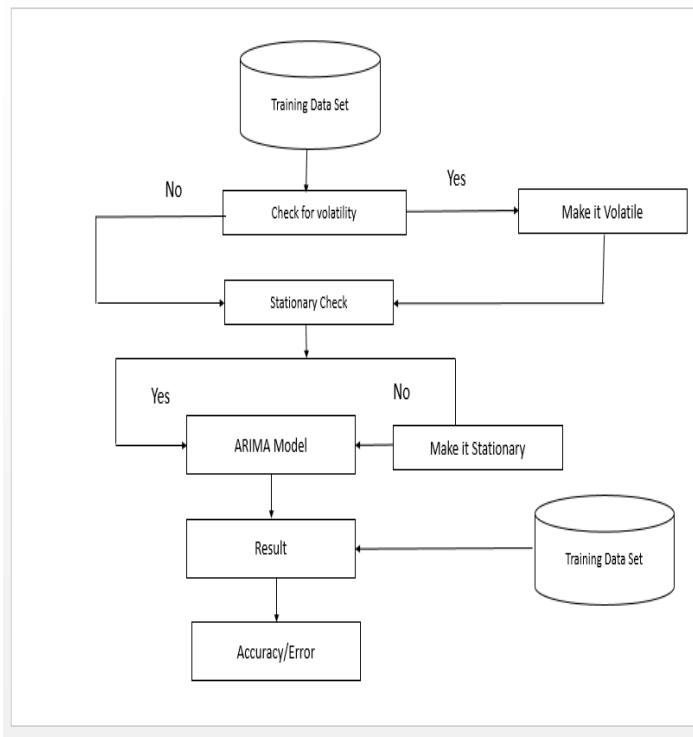 Training Data Set
No
Yes
Check for volatility
Make it Volatile
Stationary Check
Yes
No
ARIMA Model
Make it Stationary
Result
Training Data Set
Accuracy/Error